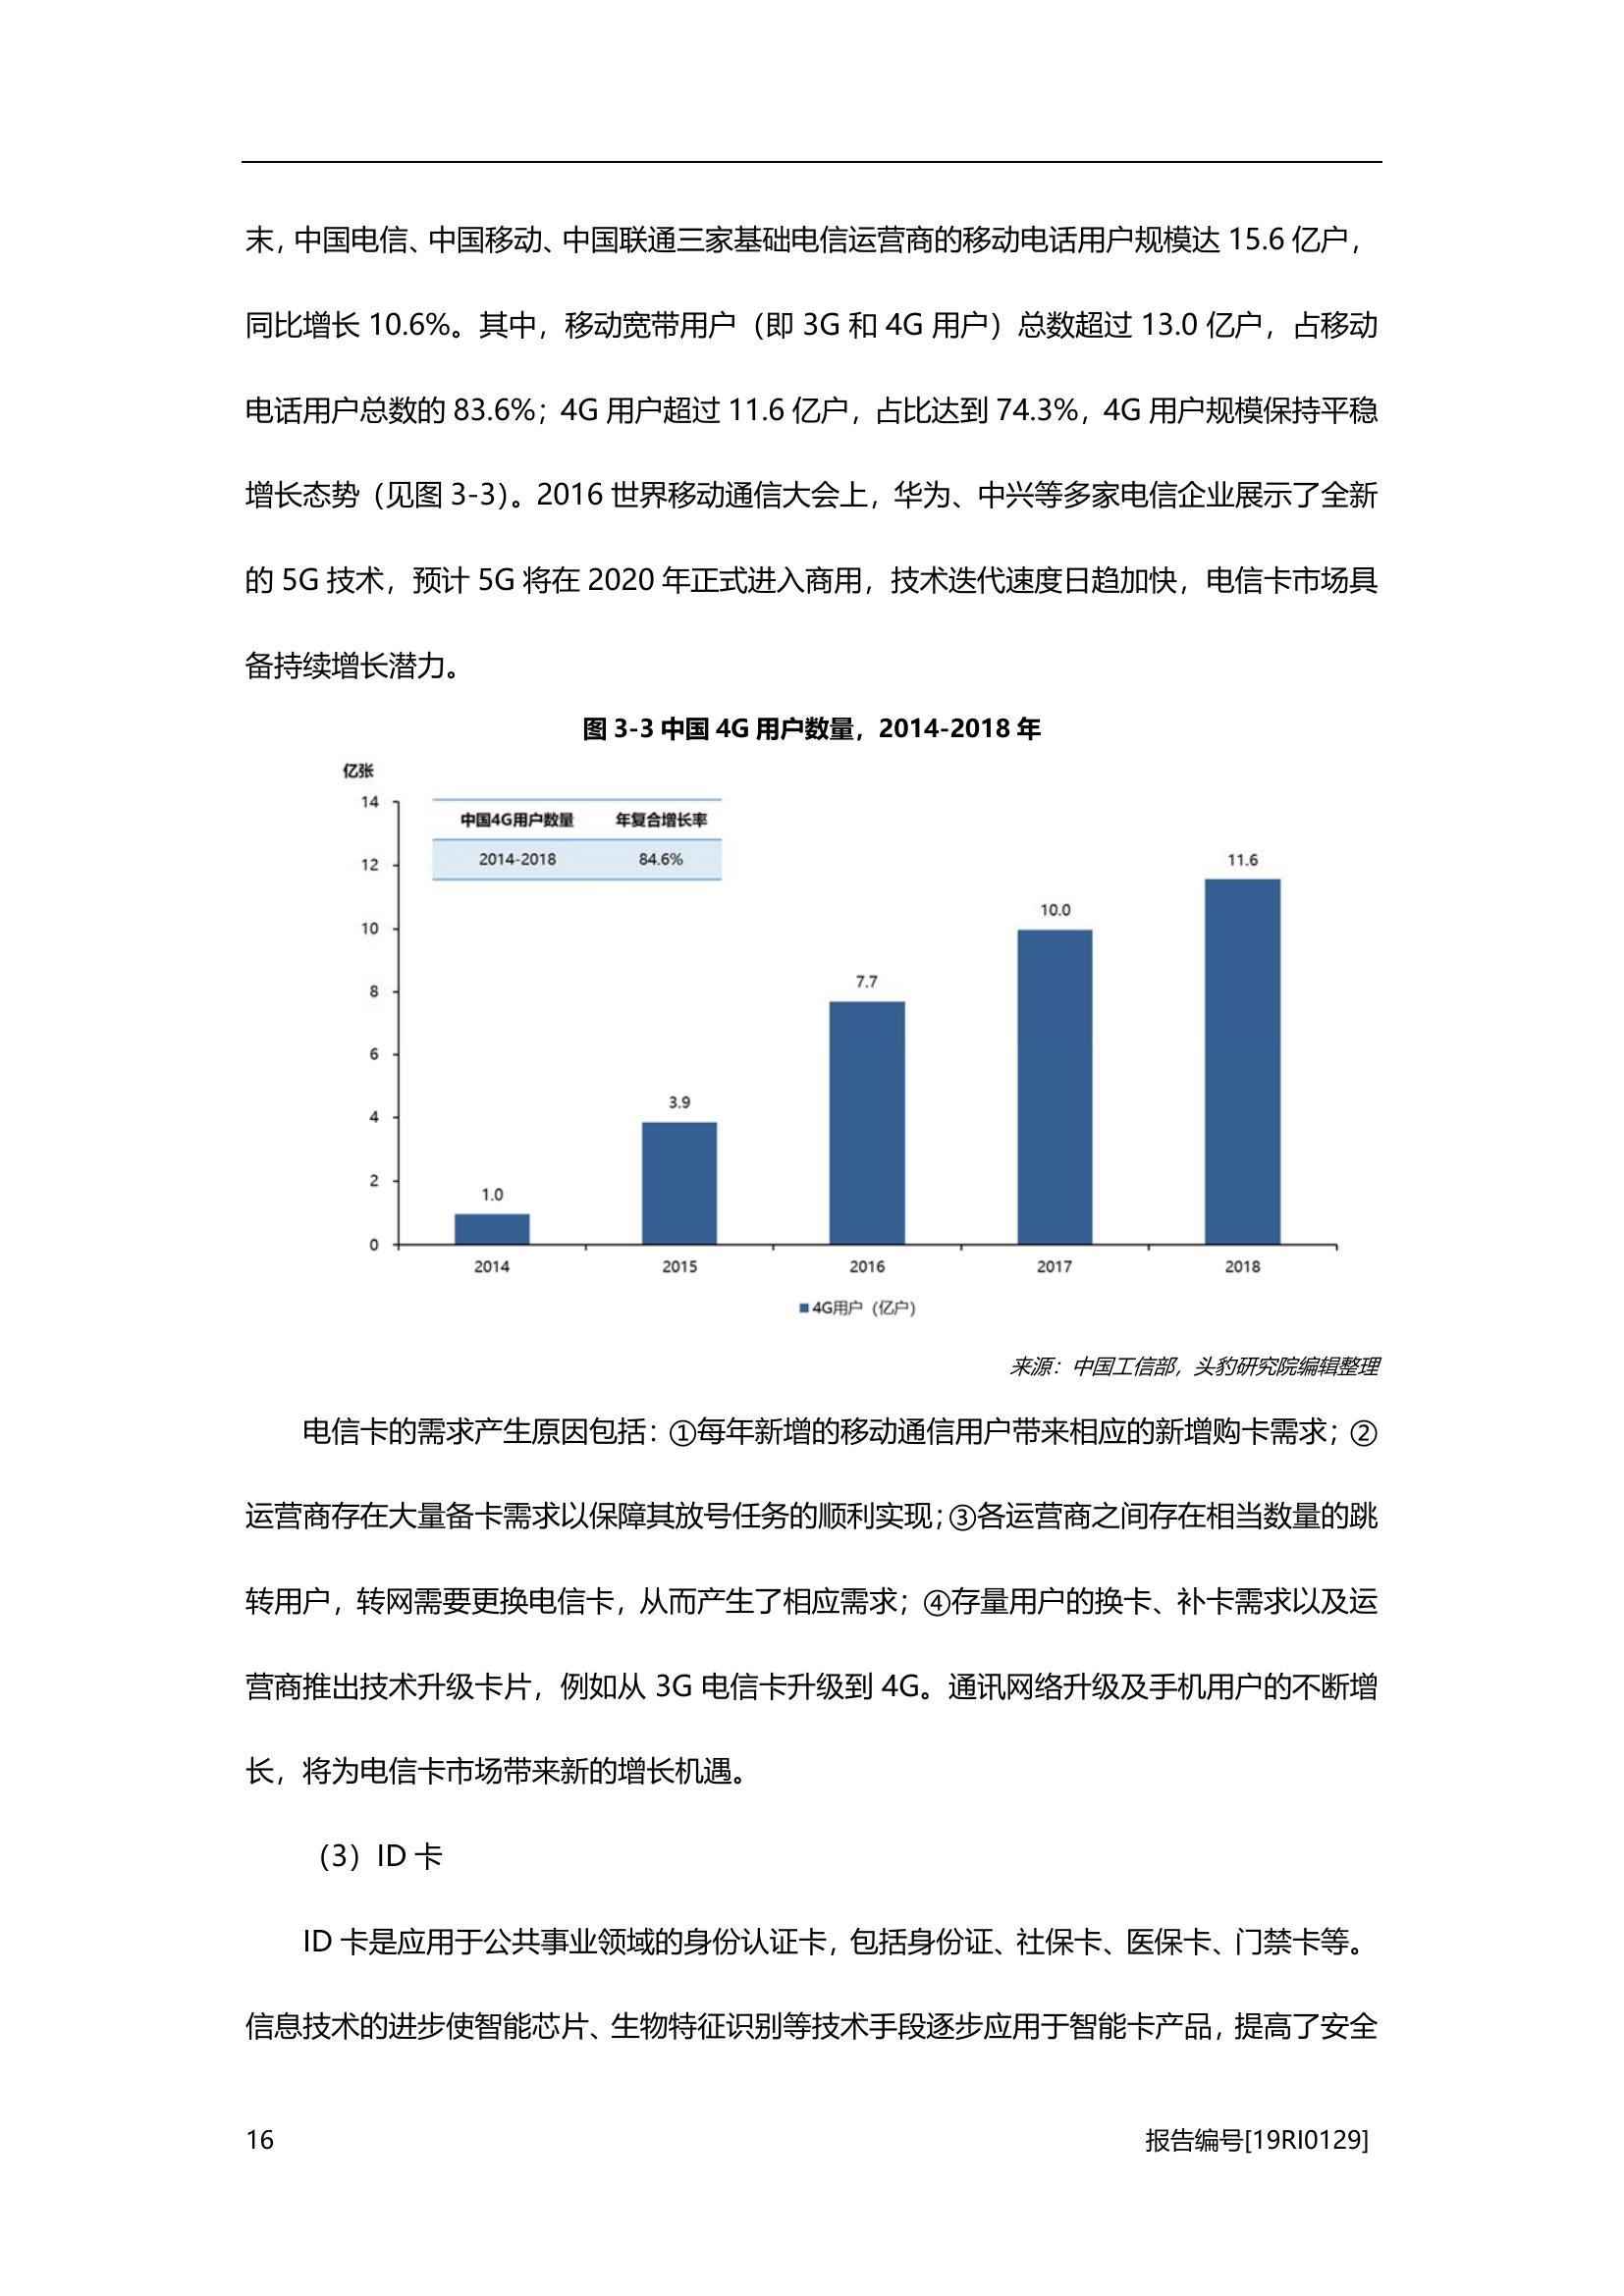 末，中国电信、中国移动、中国联通三家基础电信运营商的移动电话用户规模达 15.6 亿户，
同比增长 10.6%。其中，移动宽带用户（即 3G 和 4G 用户）总数超过 13.0 亿户，占移动
电话用户总数的 83.6%；4G 用户超过 11.6 亿户，占比达到 74.3%，4G 用户规模保持平稳
增长态势（见图 3-3）。2016 世界移动通信大会上，华为、中兴等多家电信企业展示了全新
的 5G 技术，预计 5G 将在 2020 年正式进入商用，技术迭代速度日趋加快，电信卡市场具
备持续增长潜力。
图 3-3 中国 4G 用户数量，2014-2018 年
亿张
14
12
10
8
6
4
2
0
中国4G用户数量 年复合增长率
2014-2018 84.6%
1.0
3.9
7.7
10.0
11.6
2014 2015 2016 2017 2018
4G用户（亿户）
来源：中国工信部，头豹研究院编辑整理
电信卡的需求产生原因包括：①每年新增的移动通信用户带来相应的新增购卡需求；②
运营商存在大量备卡需求以保障其放号任务的顺利实现；③各运营商之间存在相当数量的跳
转用户，转网需要更换电信卡，从而产生了相应需求；④存量用户的换卡、补卡需求以及运
营商推出技术升级卡片，例如从 3G 电信卡升级到 4G。通讯网络升级及手机用户的不断增
长，将为电信卡市场带来新的增长机遇。
（3）ID 卡
ID 卡是应用于公共事业领域的身份认证卡，包括身份证、社保卡、医保卡、门禁卡等。
信息技术的进步使智能芯片、生物特征识别等技术手段逐步应用于智能卡产品，提高了安全
16 报告编号[19RI0129]